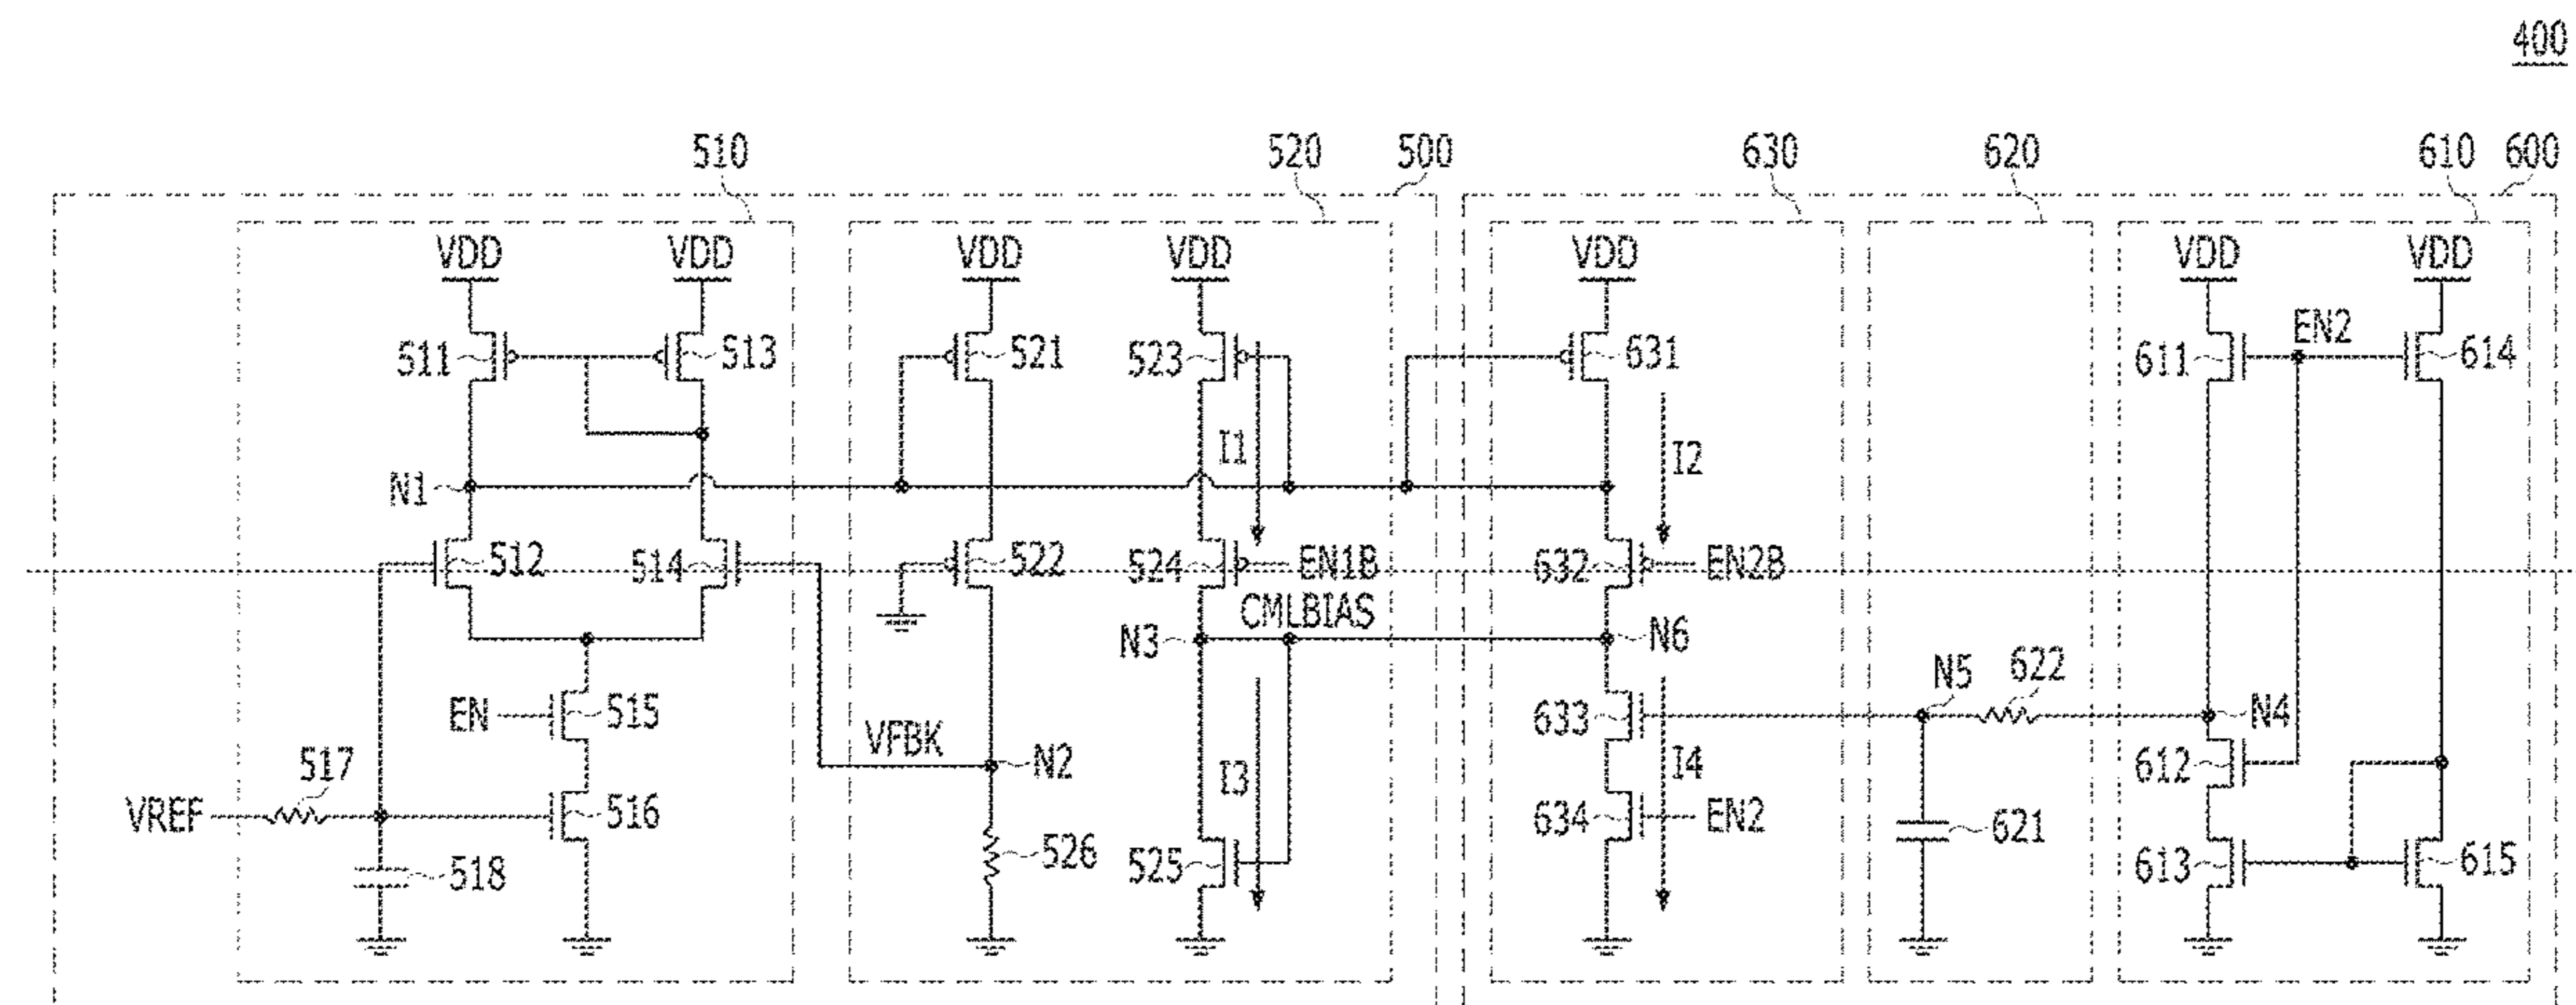 400
510
520
500
630
620
610
600
VDD
VDD
VDD
VDD
VDD
VDD
VDD
511
513
521
523
631
611
EN2
614
I1
I2
N1
512
514
522
524
EN1B
632
EN2B
CMLBIAS
N3
N6
N5
622
N4
EN
515
633
VFBK
N2
I3
I4
612
517
VREF
516
634
EN2
621
518
526
525
613
615